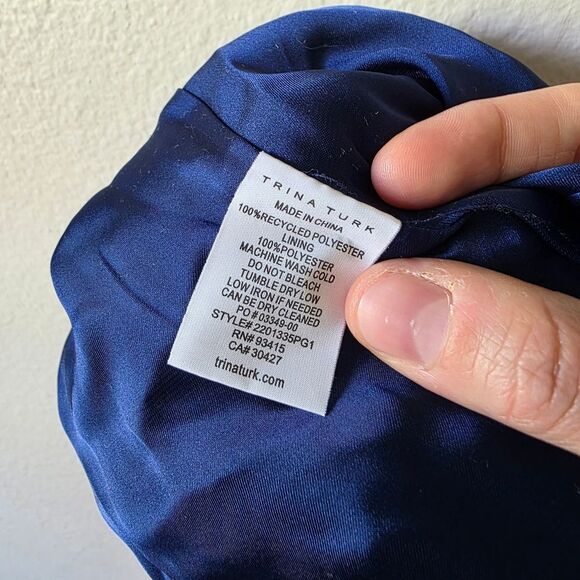 TRINA TURK
MADE IN CHINA
100%RECYCLED POLYESTER
LINING
100%POLYESTER
MACHINE WASH COLD
DO NOT BLEACH
TUMBLE DRY LOW
LOW IRON IF NEEDED
CAN BE DRY CLEANED
PO # 03349-00
STYLE# 2201335PG1
RN# 93415
CA# 30427
trinaturk.com